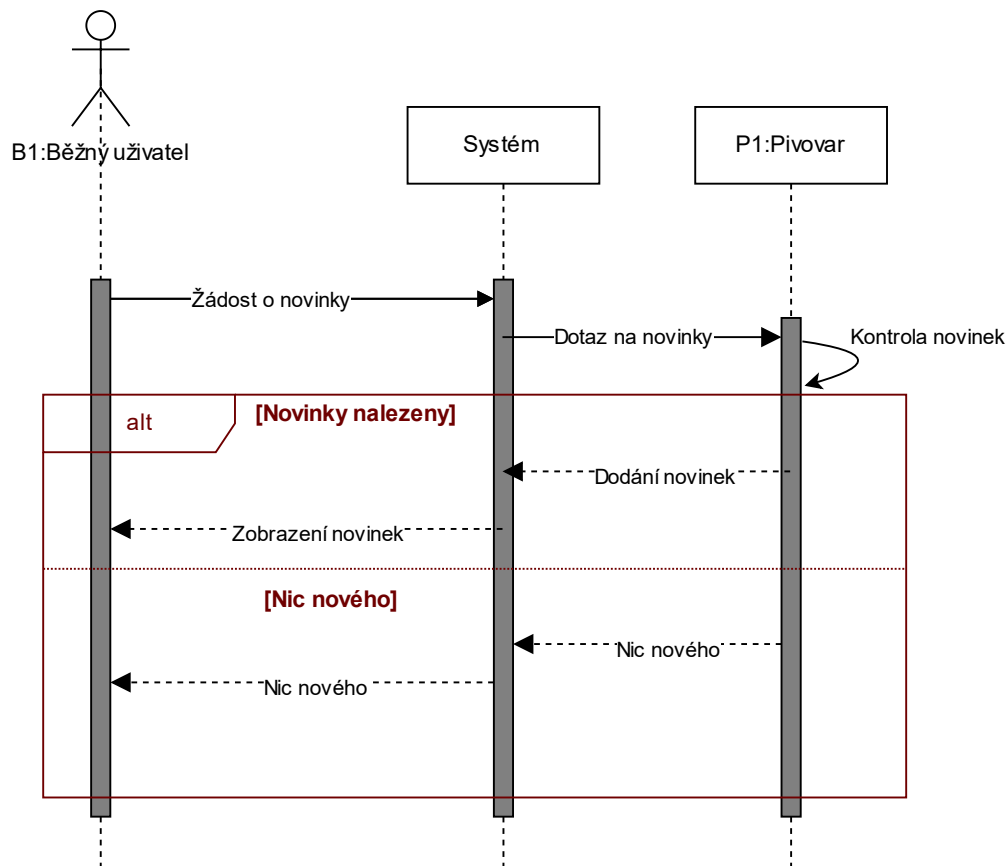 B1:Běžný uživatel
Systém
P1:Pivovar
Žádost o novinky
Dotaz na novinky
Kontrola novinek
alt
[Novinky nalezeny]
Dodání novinek
Zobrazení novinek
[Nic nového]
Nic nového
Nic nového